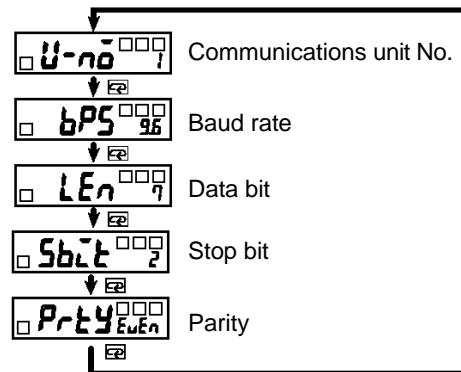 U-no 1 Communications unit No.
bPS 9.6 Baud rate
LEn 7 Data bit
Sbit 2 Stop bit
PrtY EvEn Parity